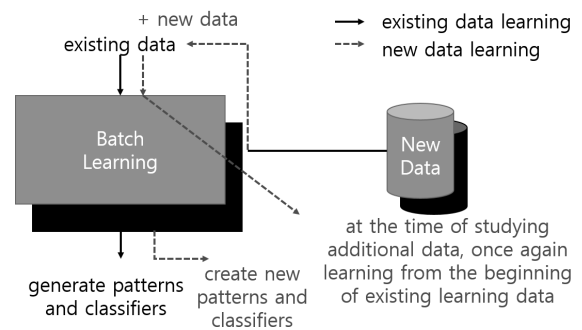 + new data
existing data
existing data learning
new data learning
Batch
Learning
New
Data
at the time of studying
additional data, once again
learning from the beginning
of existing learning data
generate patterns
and classifiers
create new
patterns and
classifiers